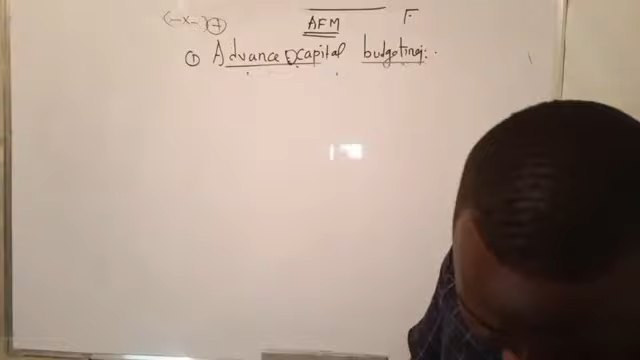 (-x-)+ AFM F
① Advance capital budgeting:.